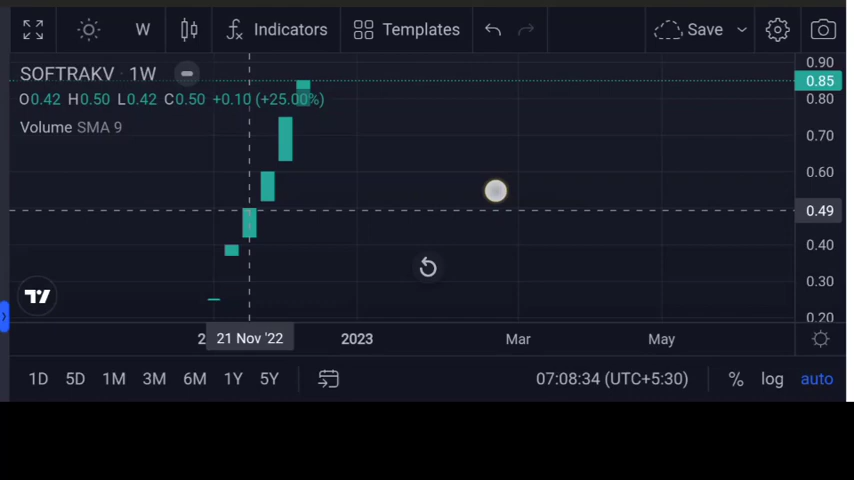 W Indicators Templates Save
SOFTRAKV · 1W
O0.42 H0.50 L0.42 C0.50 +0.10 (+25.00%)
Volume SMA 9
0.90
0.85
0.80
0.70
0.60
0.49
0.40
0.30
0.20
2 21 Nov '22 2023 Mar May
1D 5D 1M 3M 6M 1Y 5Y 07:08:34 (UTC+5:30) % log auto